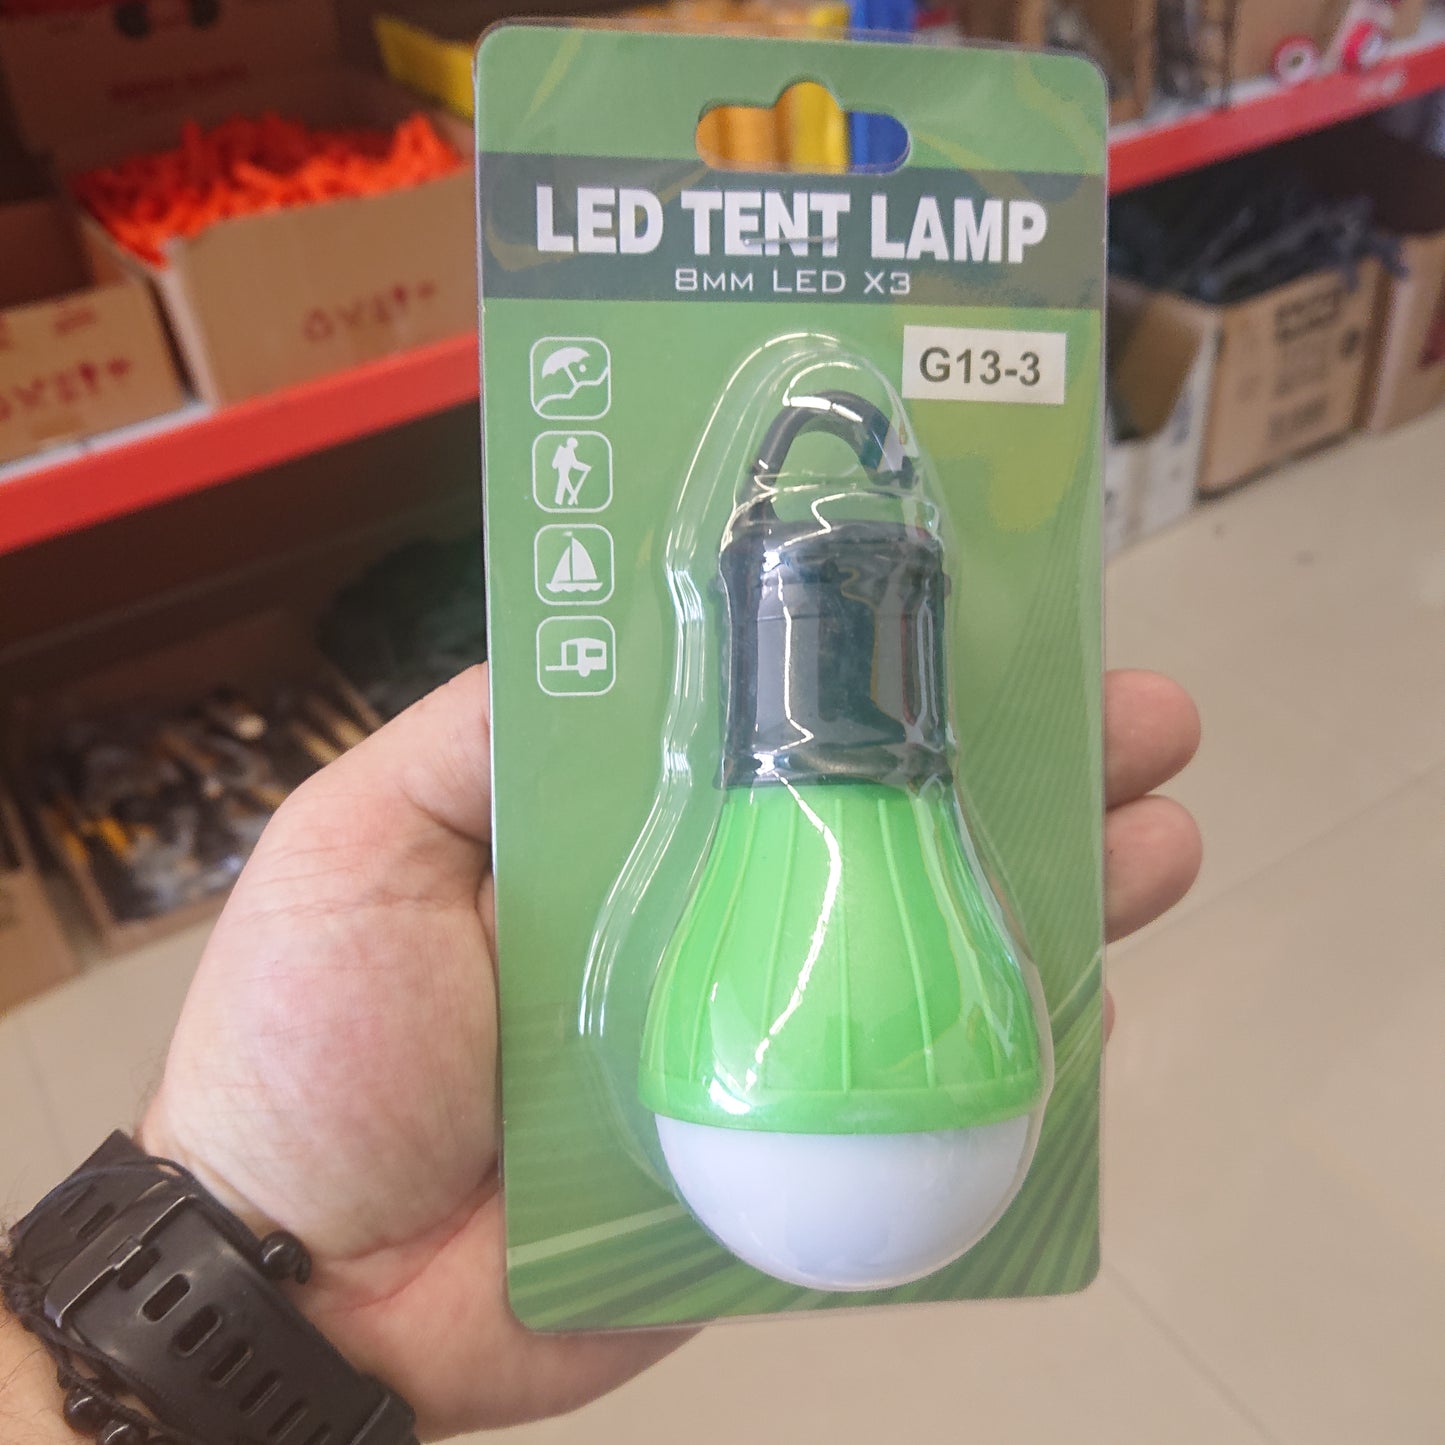 LED TENT LAMP
8MM LED X3
G13-3